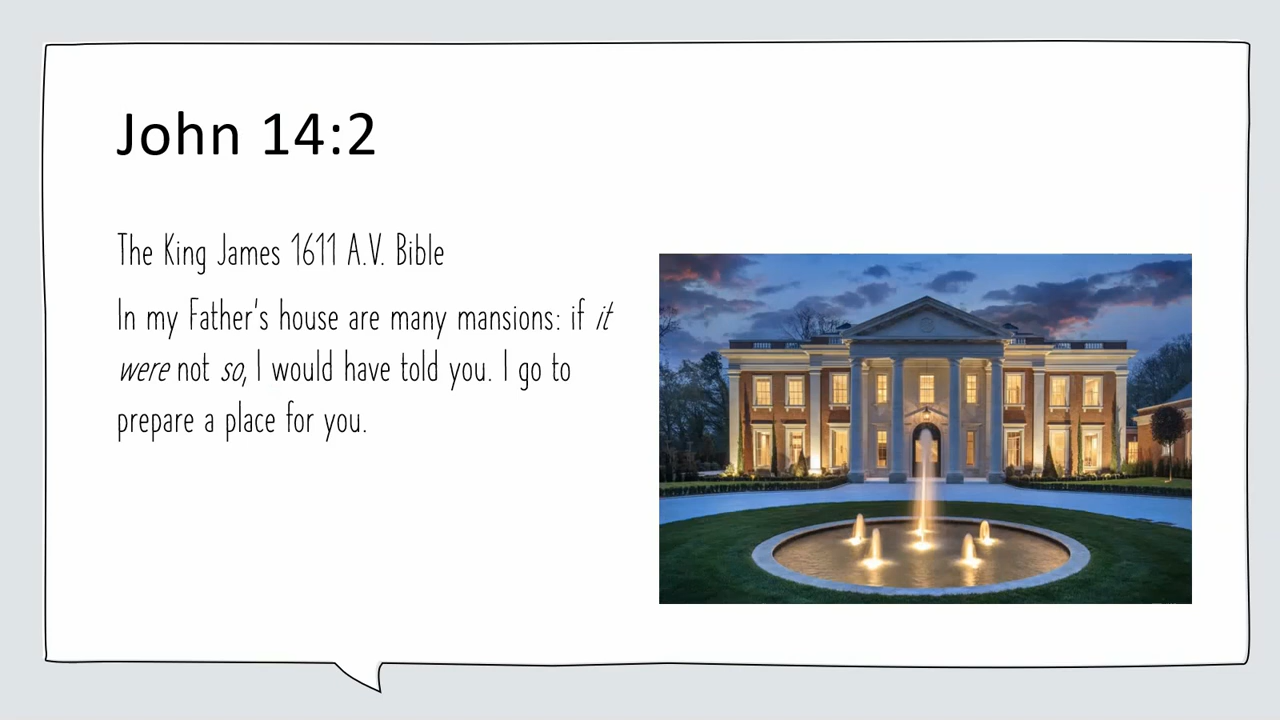 John 14:2
The King James 1611 A.V. Bible
In my Father's house are many mansions: if it
were not so, I would have told you. I go to
prepare a place for you.